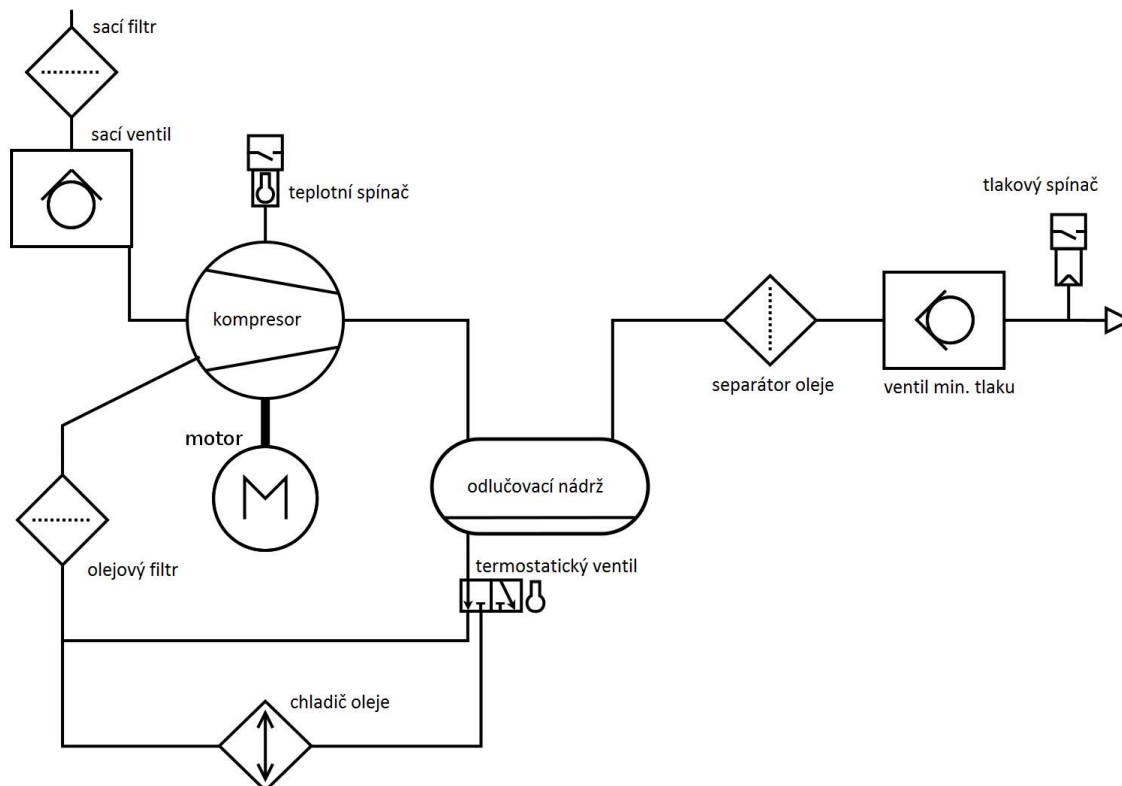 sací filtr
sací ventil
teplotní spínač
tlakový spínač
kompresor
separátor oleje
ventil min. tlaku
motor
M
odlučovací nádrž
olejový filtr
termostatický ventil
chladič oleje